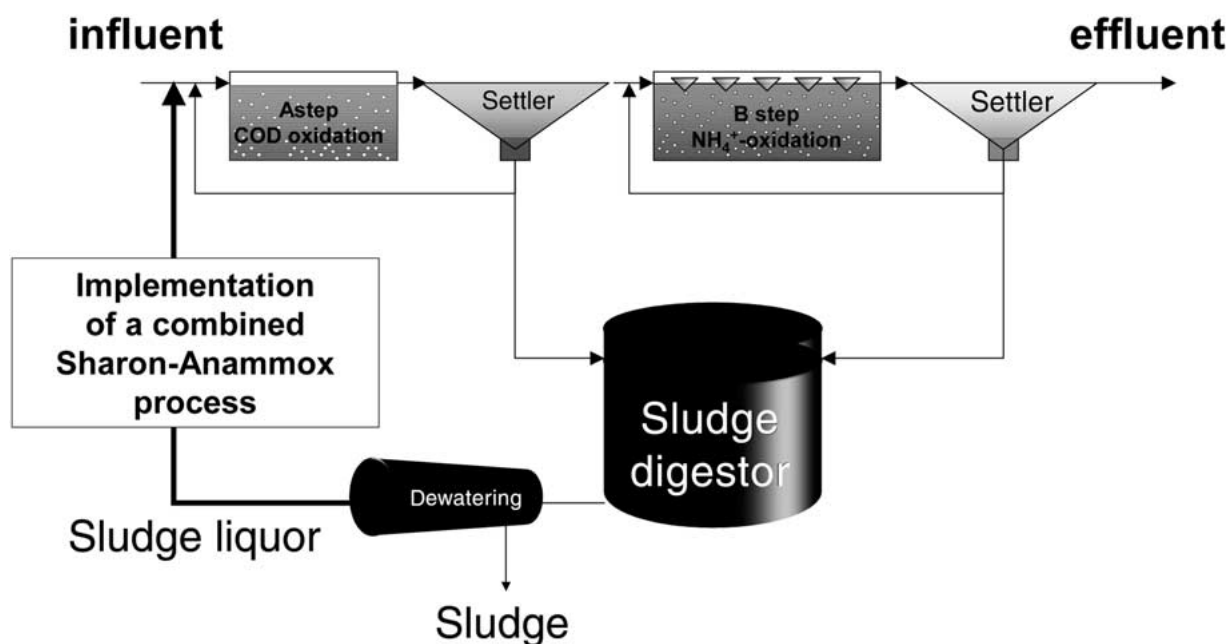 influent
effluent
Astep
COD oxidation
Settler
B step
NH₄⁺-oxidation
Settler
Implementation
of a combined
Sharon-Anammox
process
Sludge
digestor
Dewatering
Sludge liquor
Sludge